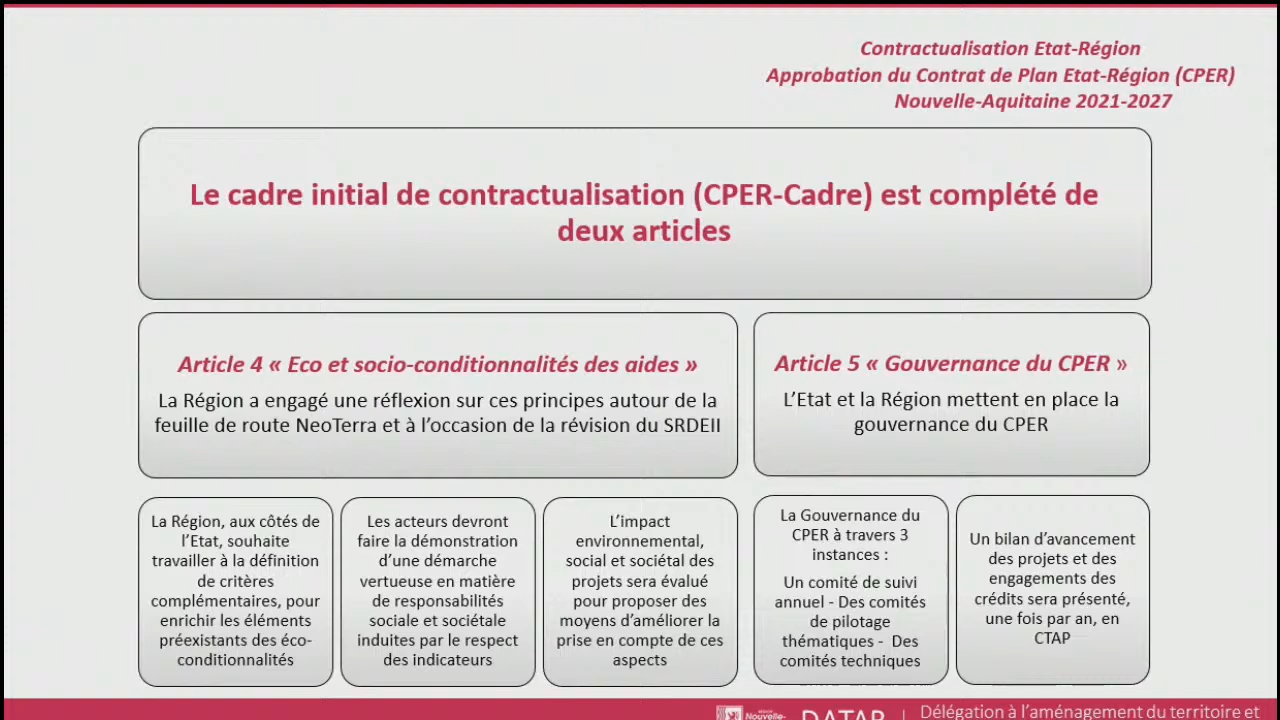 Contractualisation Etat-Région
Approbation du Contrat de Plan Etat-Région (CPER)
Nouvelle-Aquitaine 2021-2027
Le cadre initial de contractualisation (CPER-Cadre) est complété de
deux articles
Article 4 « Eco et socio-conditionnalités des aides »
La Région a engagé une réflexion sur ces principes autour de la
feuille de route NeoTerra et à l'occasion de la révision du SRDEII
Article 5 « Gouvernance du CPER »
L'Etat et la Région mettent en place la
gouvernance du CPER
La Région, aux côtés de
l'Etat, souhaite
travailler à la définition
de critères
complémentaires, pour
enrichir les éléments
préexistants des éco-
conditionnalités
Les acteurs devront
faire la démonstration
d'une démarche
vertueuse en matière
de responsabilités
sociale et sociétale
induites par le respect
des indicateurs
L'impact
environnemental,
social et sociétal des
projets sera évalué
pour proposer des
moyens d'améliorer la
prise en compte de ces
aspects
La Gouvernance du
CPER à travers 3
instances :
Un comité de suivi
annuel - Des comités
de pilotage
thématiques - Des
comités techniques
Un bilan d'avancement
des projets et des
engagements des
crédits sera présenté,
une fois par an, en
CTAP
Nouvelle-
DATAR
Délégation à l'aménagement du territoire et